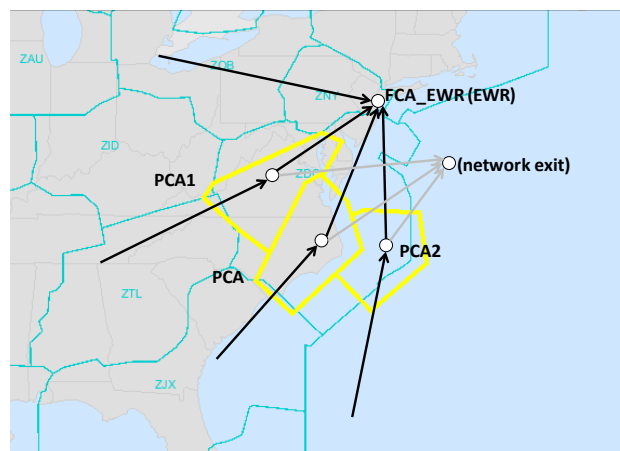 ZAU
ZOB
ZNY
FCA_EWR (EWR)
ZID
ZDC
(network exit)
PCA1
PCA2
PCA
ZTL
ZJX